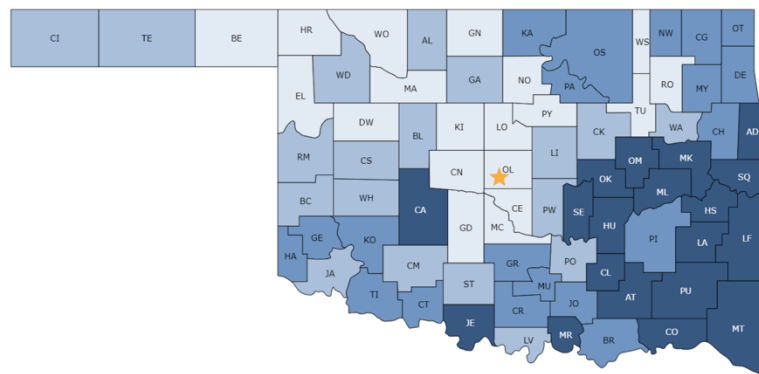 HR
WO
AL
GN
KA
OS
WS
NW
CG
OT
CI
TE
BE
WD
MA
GA
NO
PA
RO
MY
DE
EL
DW
BL
KI
LO
PY
TU
CK
WA
CH
AD
RM
CS
CN
OL
LI
OM
MK
BC
WH
CA
CE
PW
SE
OK
ML
SQ
HS
GE
KO
GD
MC
HU
PI
LA
LF
HA
JA
CM
GR
PO
CL
TI
CT
ST
MU
CR
JO
AT
PU
JE
LV
MR
BR
CO
MT